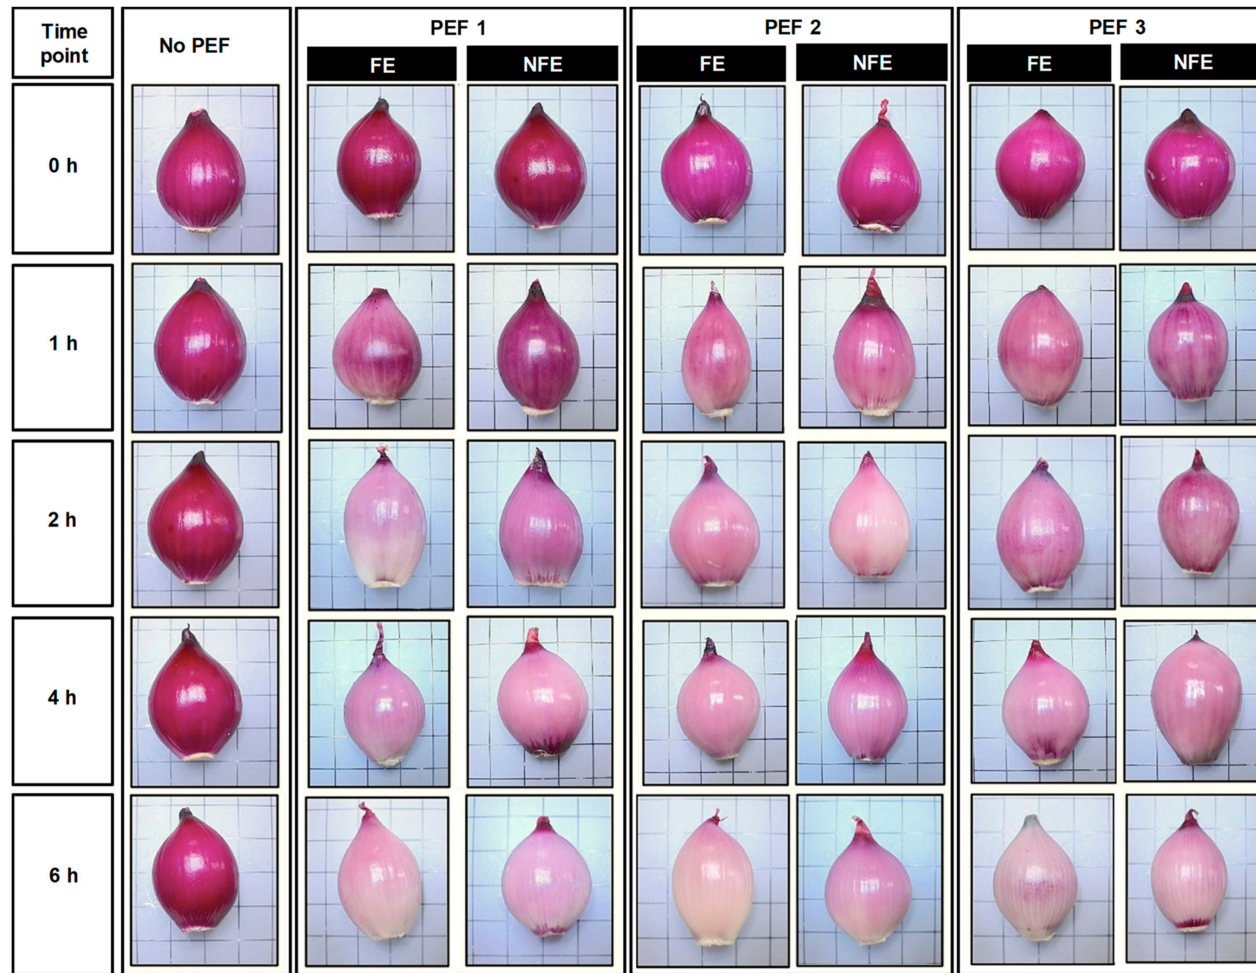 Time
point
No PEF
PEF 1
PEF 2
PEF 3
FE
NFE
FE
NFE
FE
NFE
0 h
1 h
2 h
4 h
6 h